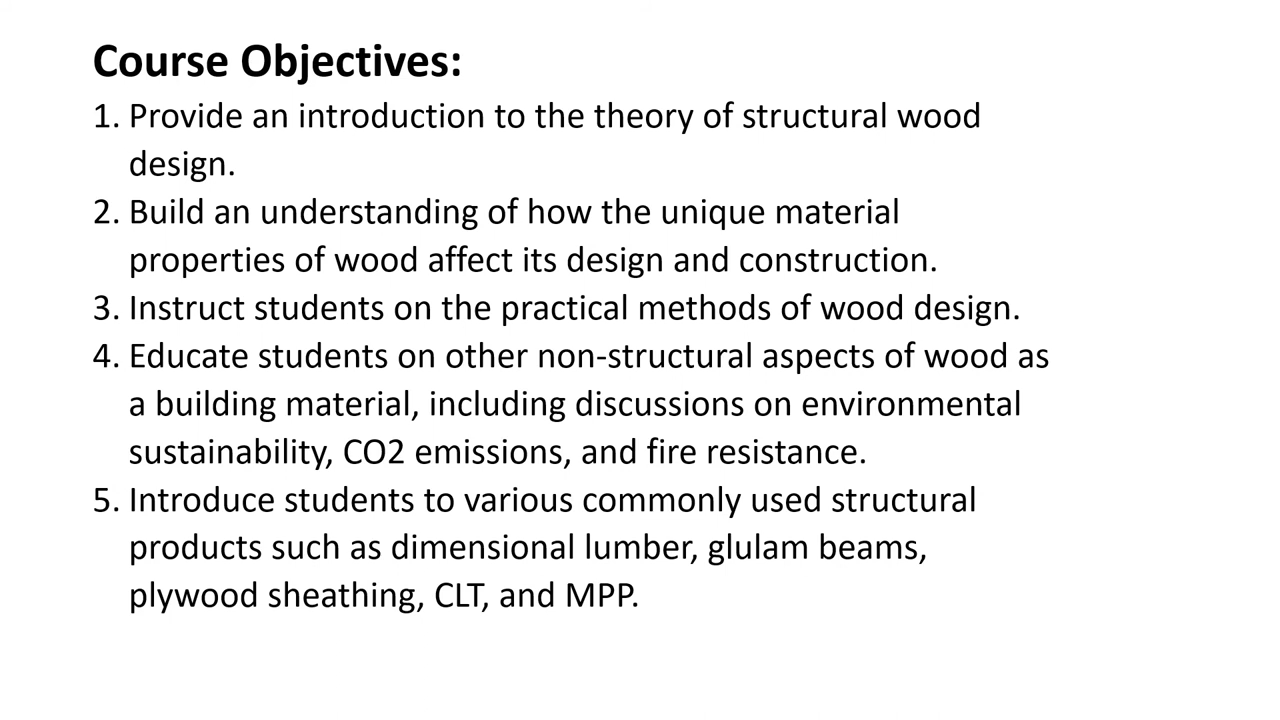 Course Objectives:
1. Provide an introduction to the theory of structural wood
design.
2. Build an understanding of how the unique material
properties of wood affect its design and construction.
3. Instruct students on the practical methods of wood design.
4. Educate students on other non-structural aspects of wood as
a building material, including discussions on environmental
sustainability, CO2 emissions, and fire resistance.
5. Introduce students to various commonly used structural
products such as dimensional lumber, glulam beams,
plywood sheathing, CLT, and MPP.